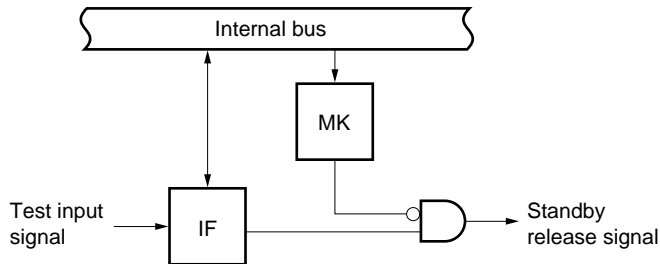 Internal bus
MK
Test input
signal
IF
Standby
release signal